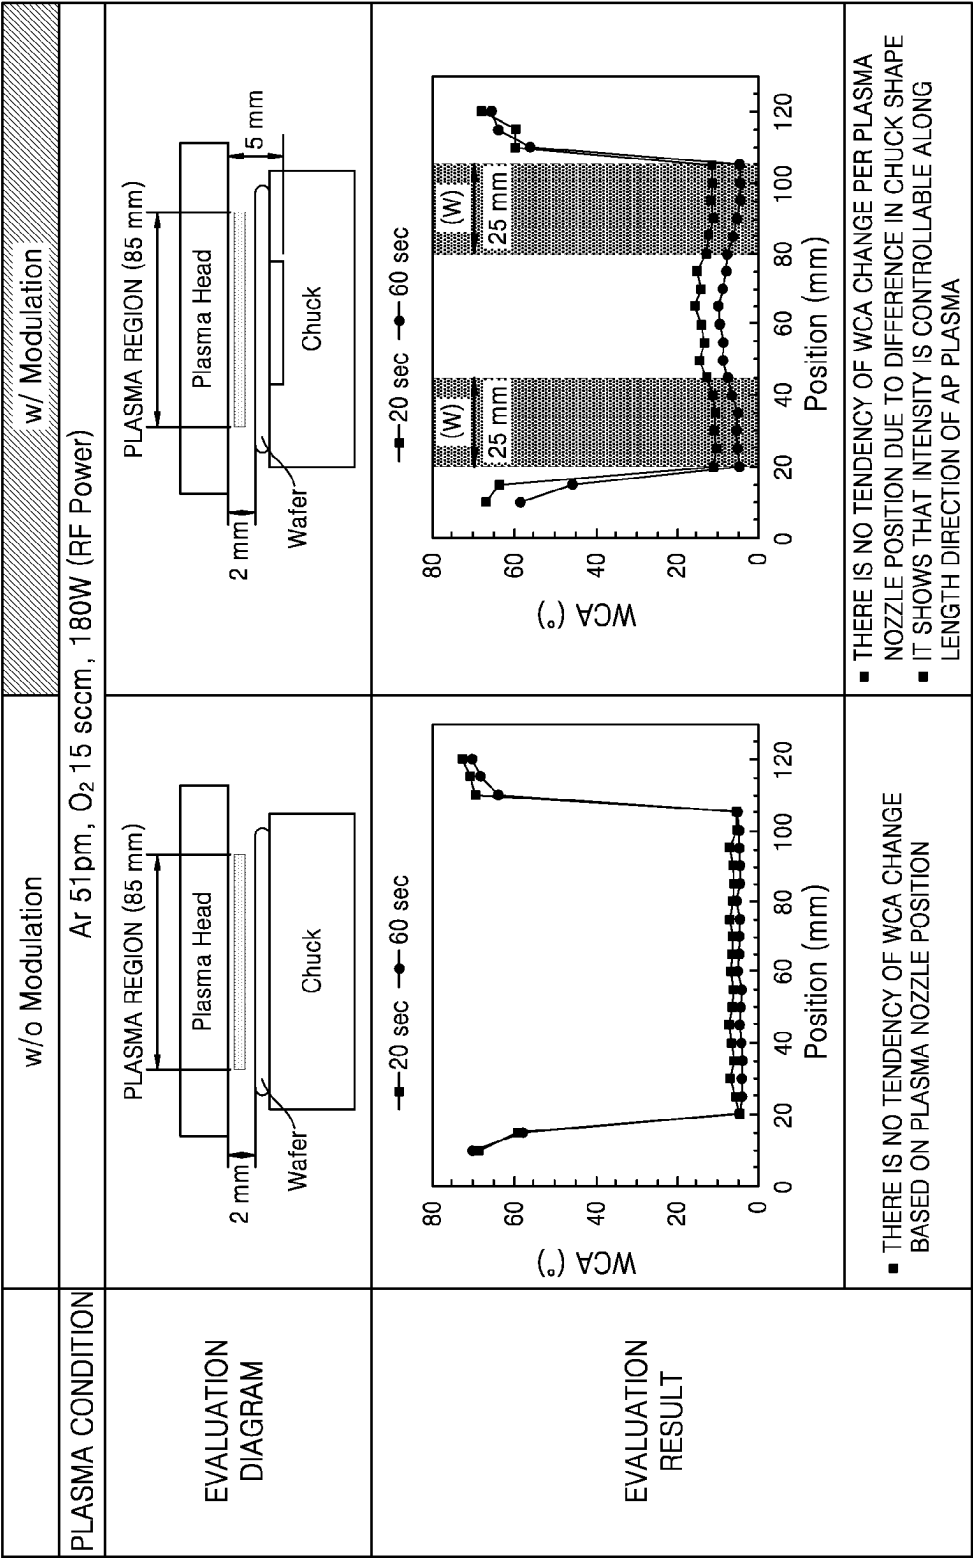 w/o Modulation
w/ Modulation
PLASMA CONDITION
Ar 51pm, O2 15 sccm, 180W (RF Power)
EVALUATION
DIAGRAM
PLASMA REGION (85 mm)
Plasma Head
2 mm
Wafer
Chuck
PLASMA REGION (85 mm)
Plasma Head
2 mm
5 mm
Wafer
Chuck
EVALUATION
RESULT
20 sec 60 sec
WCA (°)
80
60
40
20
0
0 20 40 60 80 100 120
Position (mm)
20 sec 60 sec
WCA (°)
80
60
40
20
0
(W)
25 mm
(W)
25 mm
0 20 40 60 80 100 120
Position (mm)
■ THERE IS NO TENDENCY OF WCA CHANGE
BASED ON PLASMA NOZZLE POSITION
■ THERE IS NO TENDENCY OF WCA CHANGE PER PLASMA
NOZZLE POSITION DUE TO DIFFERENCE IN CHUCK SHAPE
■ IT SHOWS THAT INTENSITY IS CONTROLLABLE ALONG
LENGTH DIRECTION OF AP PLASMA